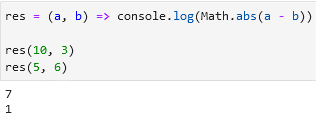 res = (a, b) => console.log(Math.abs(a - b))
res(10, 3)
res(5, 6)
7
1